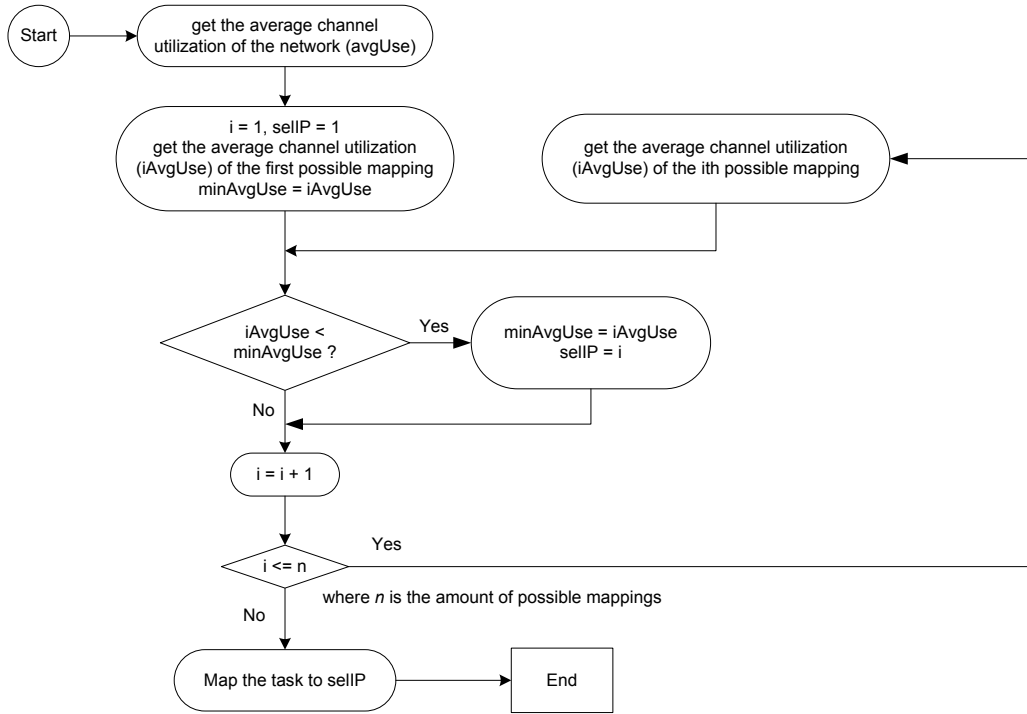 Start
get the average channel
utilization of the network (avgUse)
i = 1, selIP = 1
get the average channel utilization
(iAvgUse) of the first possible mapping
minAvgUse = iAvgUse
get the average channel utilization
(iAvgUse) of the ith possible mapping
iAvgUse <
minAvgUse ?
Yes
minAvgUse = iAvgUse
selIP = i
No
i = i + 1
i <= n
Yes
where n is the amount of possible mappings
No
Map the task to selIP
End